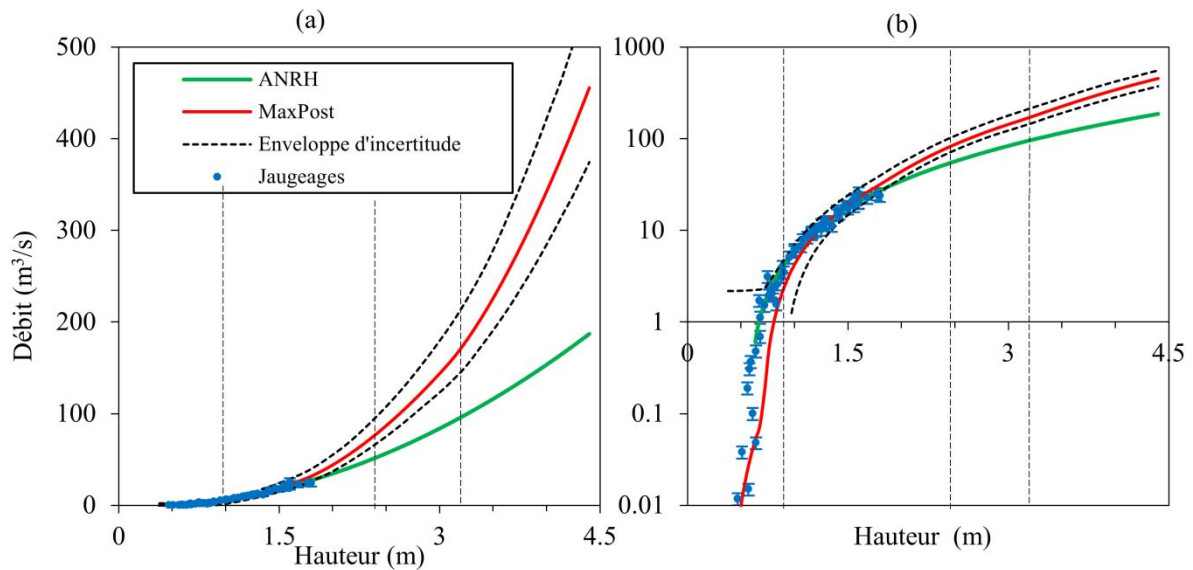 (a)
(b)
500
400
300
200
100
0
Débit (m³/s)
ANRH
MaxPost
Enveloppe d'incertitude
Jaugeages
0
1.5
3
4.5
Hauteur (m)
1000
100
10
1
0.1
0.01
0
1.5
3
4.5
Hauteur (m)